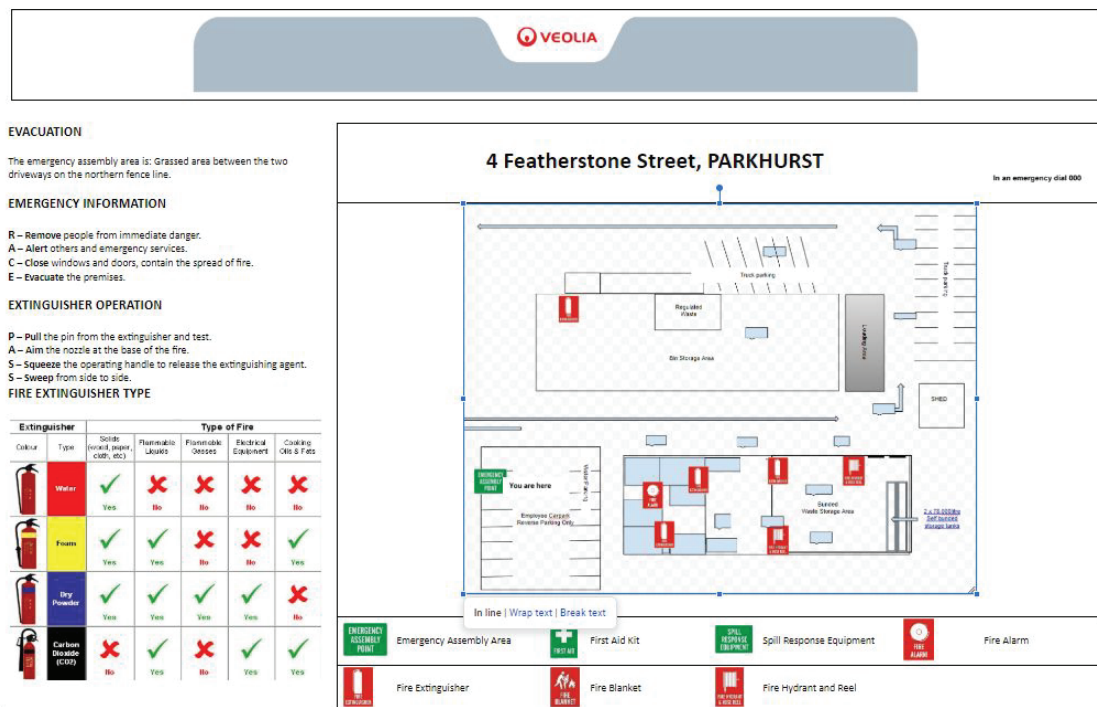 VEOLIA
EVACUATION
The emergency assembly area is: Grassed area between the two
driveways on the northern fence line.
EMERGENCY INFORMATION
R – Remove people from immediate danger.
A – Alert others and emergency services.
C – Close windows and doors, contain the spread of fire.
E – Evacuate the premises.
EXTINGUISHER OPERATION
P – Pull the pin from the extinguisher and test.
A – Aim the nozzle at the base of the fire.
S – Squeeze the operating handle to release the extinguishing agent.
S – Sweep from side to side.
FIRE EXTINGUISHER TYPE
Extinguisher Type of Fire
Colour Type Solids (wood, paper, cloth, etc) Flammable Liquids Flammable Gasses Electrical Equipment Cooking Oils & Fats
Water Yes No No No No
Foams Yes Yes No No Yes
Dry Powder Yes Yes Yes Yes No
Carbon Dioxide (CO2) No Yes No Yes Yes
4 Featherstone Street, PARKHURST
In an emergency dial 000
Truck parking
Truck parking
Regulated
Waste
Bin Storage Area
Loading Area
SHED
EMERGENCY
ASSEMBLY
POINT
You are here
Employee Carpark
Reverse Parking Only
FIRE
ALARM
Bunded
Waste Storage Area
2 x 70,000ltrs
Self bunded
storage tanks
In line | Wrap text | Break text
EMERGENCY
ASSEMBLY
POINT
Emergency Assembly Area
FIRST AID
First Aid Kit
SPILL
RESPONSE
EQUIPMENT
Spill Response Equipment
FIRE
ALARM
Fire Alarm
FIRE
EXTINGUISHER
Fire Extinguisher
FIRE
BLANKET
Fire Blanket
FIRE HYDRANT
& HOSE REEL
Fire Hydrant and Reel